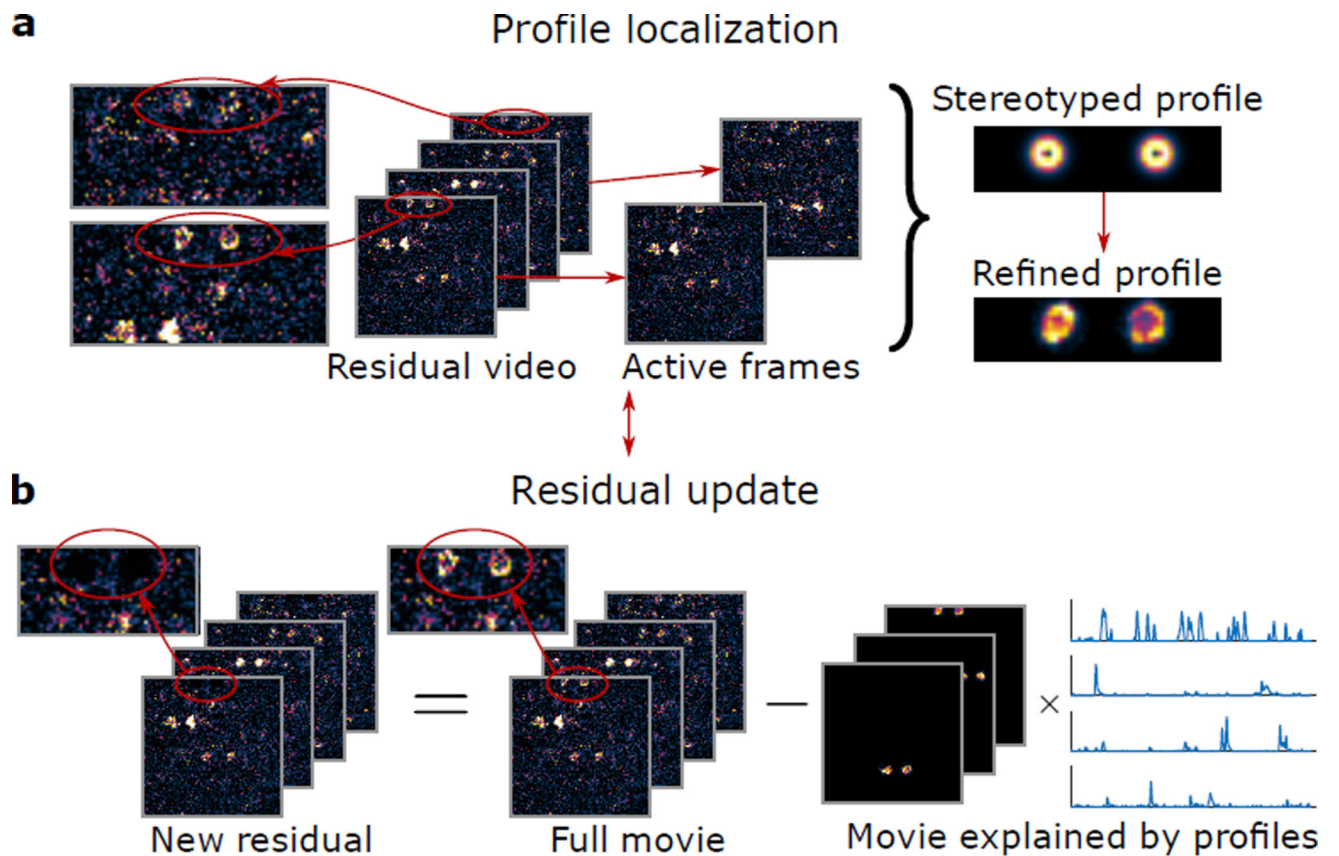 a
Profile localization
Stereotyped profile
Refined profile
Residual video
Active frames
b
Residual update
=
−
×
New residual
Full movie
Movie explained by profiles